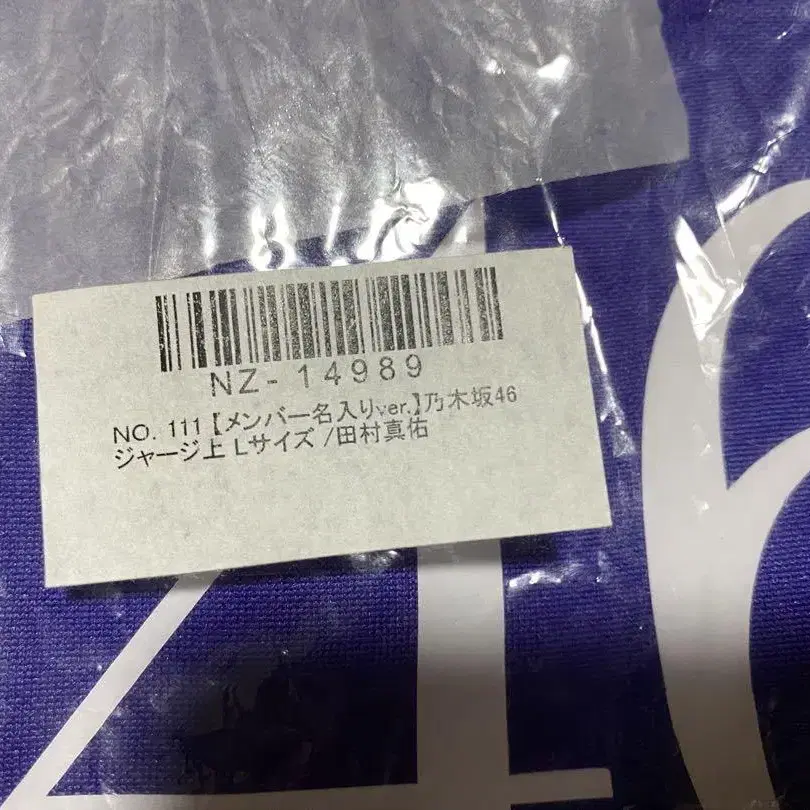 NZ-14989
NO. 111【メンバー名入りver.】乃木坂46
ジャージ上 Lサイズ /田村真佑
46